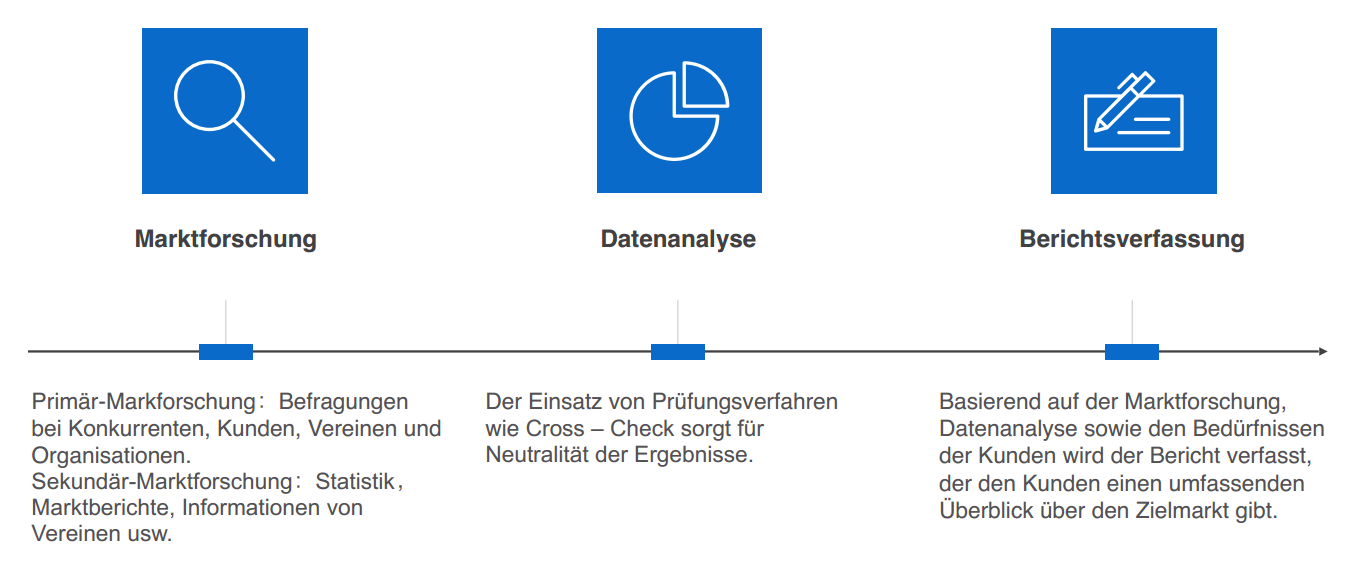 Marktforschung
Datenanalyse
Berichtsverfassung
Primär-Markforschung：Befragungen
bei Konkurrenten, Kunden, Vereinen und
Organisationen.
Sekundär-Marktforschung：Statistik，
Marktberichte, Informationen von
Vereinen usw.
Der Einsatz von Prüfungsverfahren
wie Cross – Check sorgt für
Neutralität der Ergebnisse.
Basierend auf der Marktforschung,
Datenanalyse sowie den Bedürfnissen
der Kunden wird der Bericht verfasst,
der den Kunden einen umfassenden
Überblick über den Zielmarkt gibt.